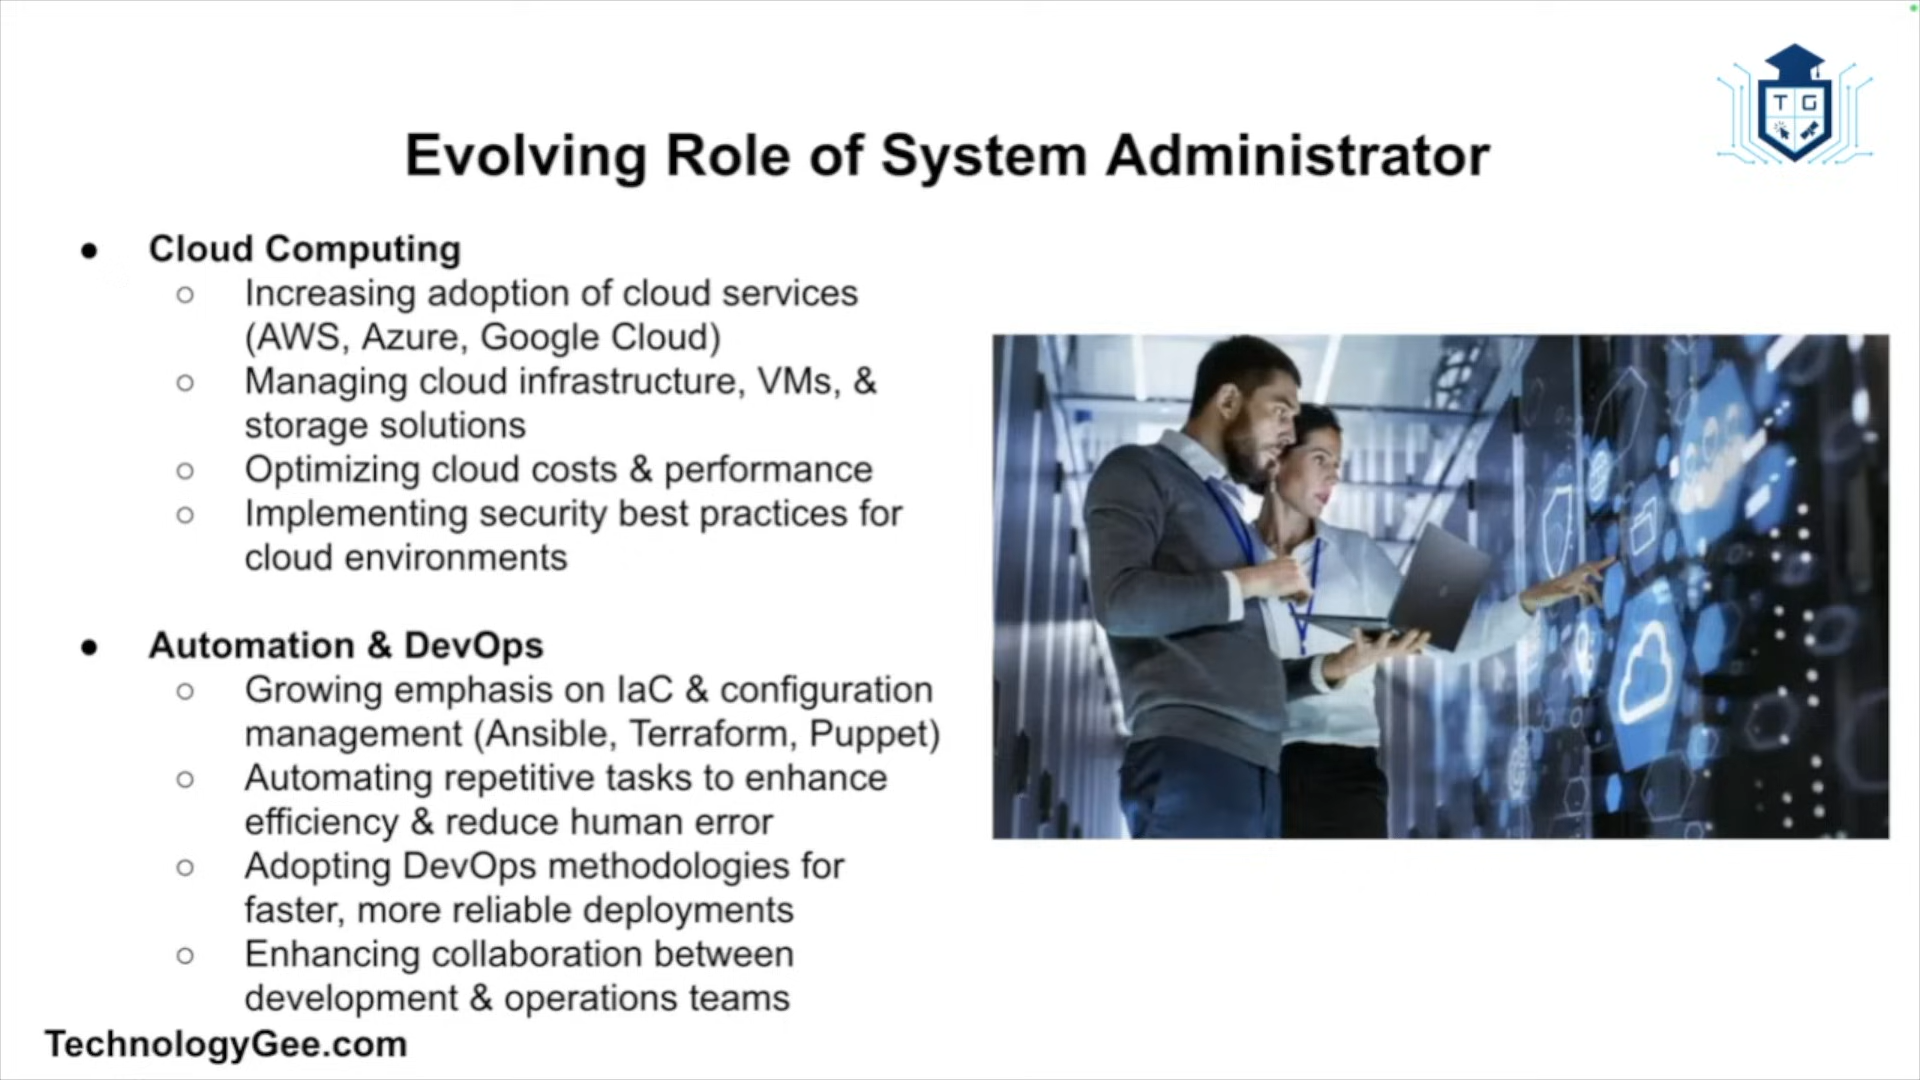 T G
Evolving Role of System Administrator
● Cloud Computing
○ Increasing adoption of cloud services
(AWS, Azure, Google Cloud)
○ Managing cloud infrastructure, VMs, &
storage solutions
○ Optimizing cloud costs & performance
○ Implementing security best practices for
cloud environments
● Automation & DevOps
○ Growing emphasis on IaC & configuration
management (Ansible, Terraform, Puppet)
○ Automating repetitive tasks to enhance
efficiency & reduce human error
○ Adopting DevOps methodologies for
faster, more reliable deployments
○ Enhancing collaboration between
development & operations teams
TechnologyGee.com